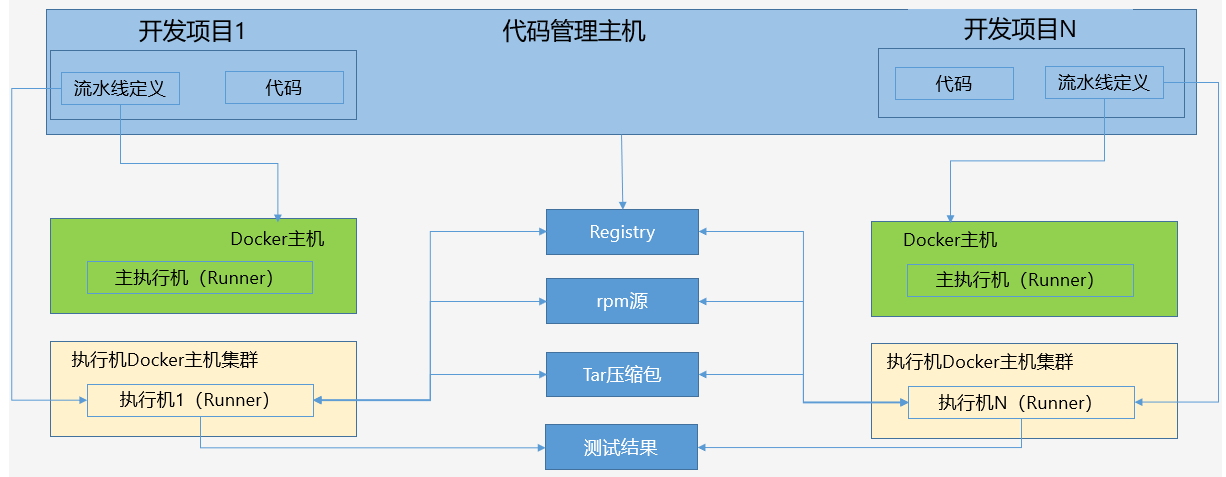 开发项目1
代码管理主机
开发项目N
流水线定义
代码
代码
流水线定义
Docker主机
主执行机（Runner）
Registry
Docker主机
主执行机（Runner）
rpm源
执行机Docker主机集群
执行机1（Runner）
Tar压缩包
执行机Docker主机集群
执行机N（Runner）
测试结果